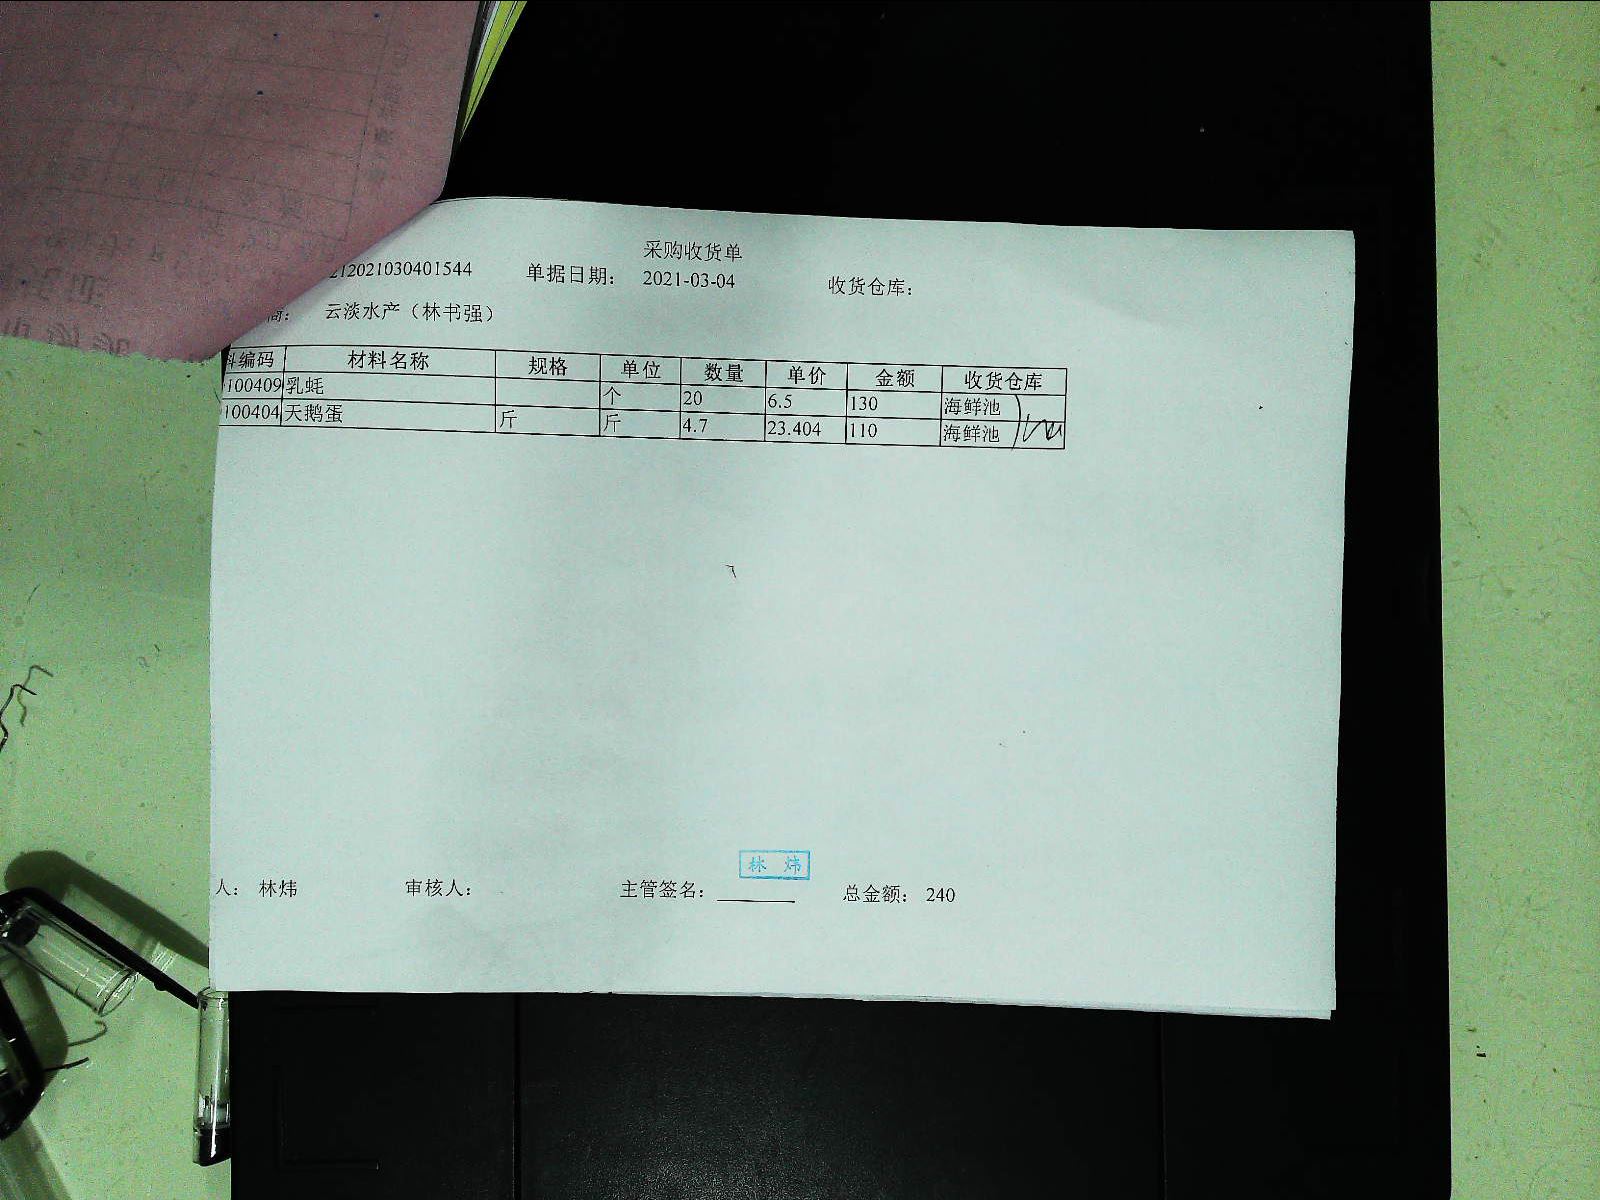 采购收货单
212021030401544 单据日期： 2021-03-04 收货仓库：
商： 云淡水产（林书强）
料编码 材料名称 规格 单位 数量 单价 金额 收货仓库
100409 乳蚝 个 20 6.5 130 海鲜池
100404 天鹅蛋 斤 斤 4.7 23.404 110 海鲜池
林 炜
人： 林炜 审核人： 主管签名： 总金额： 240